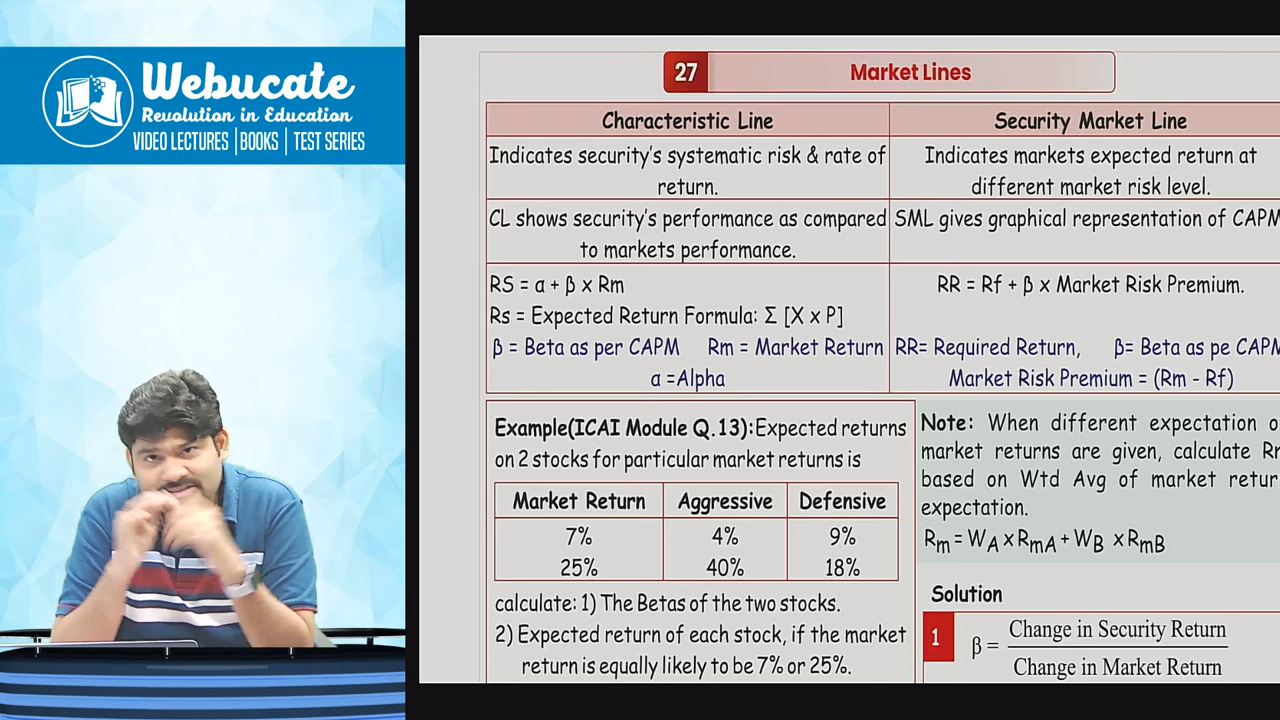 Webucate
Revolution in Education
VIDEO LECTURES | BOOKS | TEST SERIES
27
Market Lines
Characteristic Line
Security Market Line
Indicates security's systematic risk & rate of
return.
Indicates markets expected return at
different market risk level.
CL shows security's performance as compared
to markets performance.
SML gives graphical representation of CAPM
RS = α + β x Rm
Rs = Expected Return Formula: Σ [X x P]
β = Beta as per CAPM Rm = Market Return
α =Alpha
RR = Rf + β x Market Risk Premium.
RR= Required Return, β= Beta as pe CAPM
Market Risk Premium = (Rm - Rf)
Example(ICAI Module Q.13): Expected returns
on 2 stocks for particular market returns is
Market Return Aggressive Defensive
7% 4% 9%
25% 40% 18%
calculate: 1) The Betas of the two stocks.
2) Expected return of each stock, if the market
return is equally likely to be 7% or 25%.
Note: When different expectation
market returns are given, calculate
based on Wtd Avg of market
expectation.
Rm = WA x RmA + WB x RmB
Solution
1
β = Change in Security Return
Change in Market Return